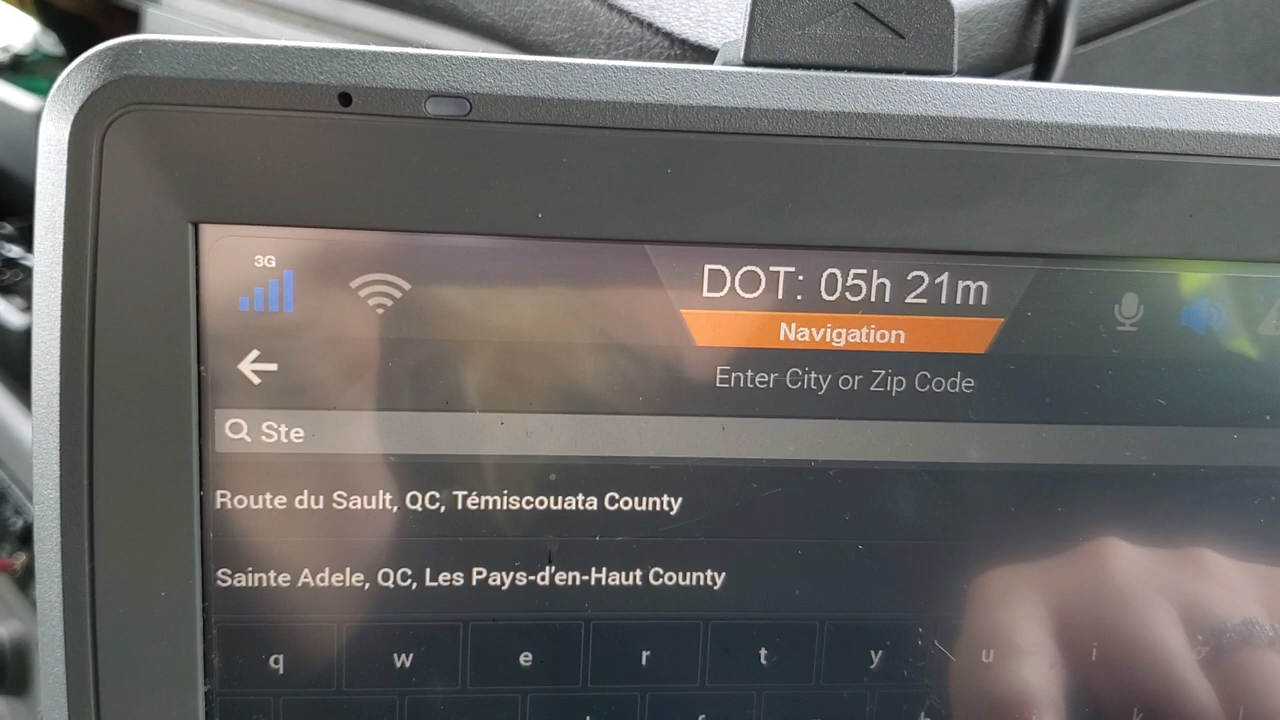 3G
DOT: 05h 21m
Navigation
Enter City or Zip Code
Ste
Route du Sault, QC, Témiscouata County
Sainte Adele, QC, Les Pays-d'en-Haut County
q w e r t y u i